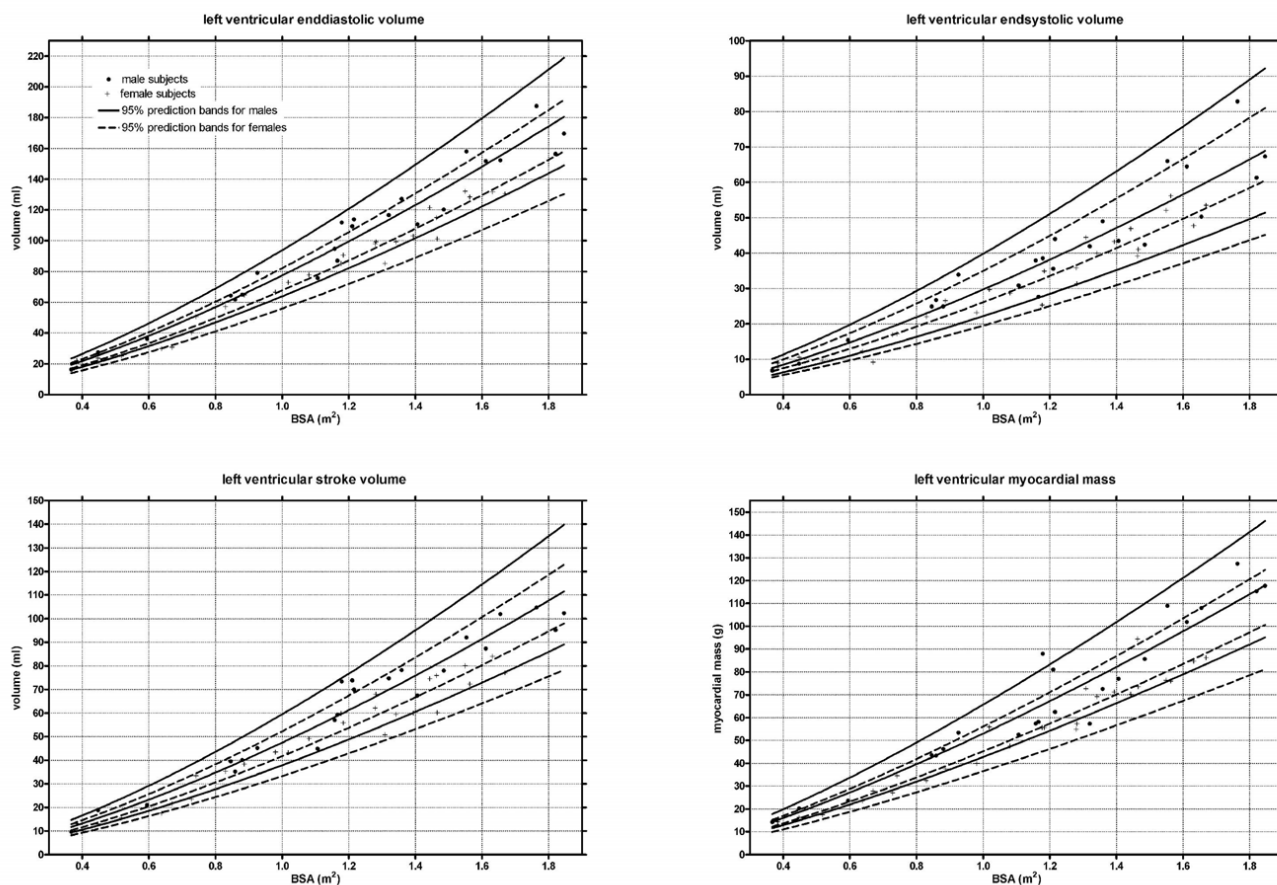 left ventricular enddiastolic volume
volume (ml)
220
200
180
160
140
120
100
80
60
40
20
0
male subjects
female subjects
95% prediction bands for males
95% prediction bands for females
0.4 0.6 0.8 1.0 1.2 1.4 1.6 1.8
BSA (m²)
left ventricular endsystolic volume
volume (ml)
100
90
80
70
60
50
40
30
20
10
0
0.4 0.6 0.8 1.0 1.2 1.4 1.6 1.8
BSA (m²)
left ventricular stroke volume
volume (ml)
150
140
130
120
110
100
90
80
70
60
50
40
30
20
10
0
0.4 0.6 0.8 1.0 1.2 1.4 1.6 1.8
BSA (m²)
left ventricular myocardial mass
myocardial mass (g)
150
140
130
120
110
100
90
80
70
60
50
40
30
20
10
0
0.4 0.6 0.8 1.0 1.2 1.4 1.6 1.8
BSA (m²)